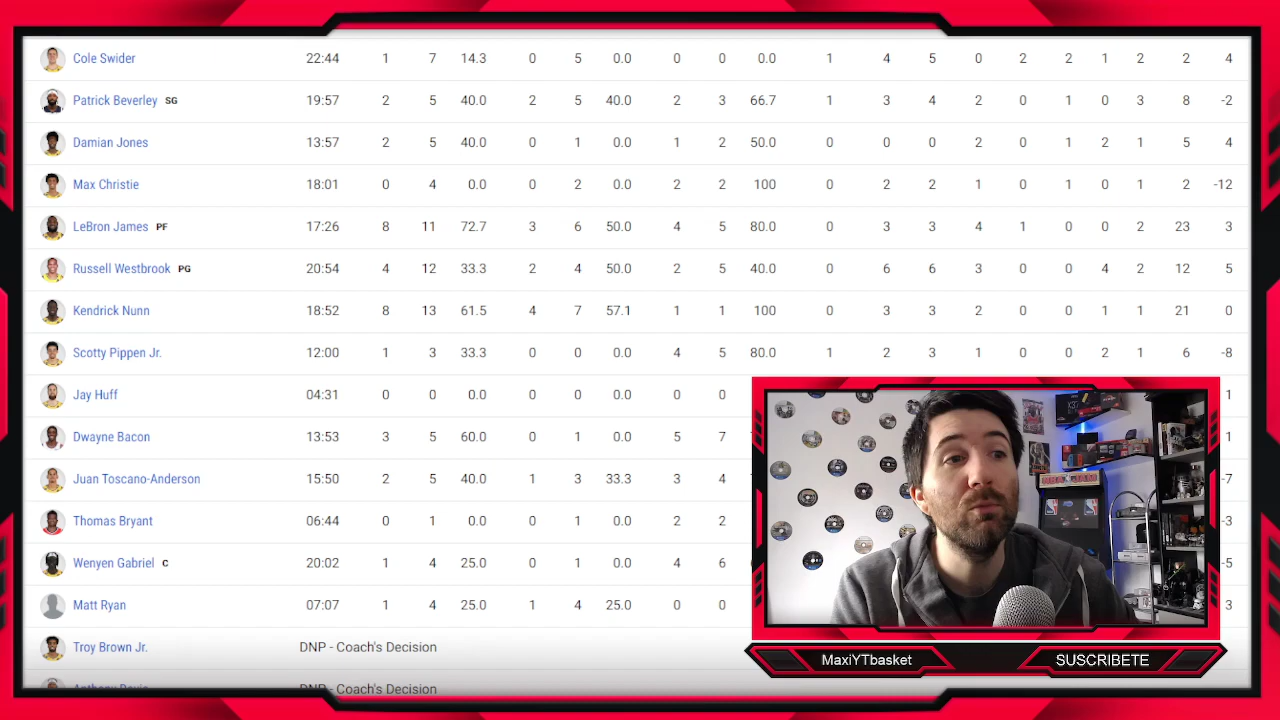 Cole Swider 22:44 1 7 14.3 0 5 0.0 0 0 0.0 1 4 5 0 2 2 1 2 2 4
Patrick Beverley SG 19:57 2 5 40.0 2 5 40.0 2 3 66.7 1 3 4 2 0 1 0 3 8 -2
Damian Jones 13:57 2 5 40.0 0 1 0.0 1 2 50.0 0 0 0 2 0 1 2 1 5 4
Max Christie 18:01 0 4 0.0 0 2 0.0 2 2 100 0 2 2 1 0 1 0 1 2 -12
LeBron James PF 17:26 8 11 72.7 3 6 50.0 4 5 80.0 0 3 3 4 1 0 0 2 23 3
Russell Westbrook PG 20:54 4 12 33.3 2 4 50.0 2 5 40.0 0 6 6 3 0 0 4 2 12 5
Kendrick Nunn 18:52 8 13 61.5 4 7 57.1 1 1 100 0 3 3 2 0 0 1 1 21 0
Scotty Pippen Jr. 12:00 1 3 33.3 0 0 0.0 4 5 80.0 1 2 3 1 0 0 2 1 6 -8
Jay Huff 04:31 0 0 0.0 0 0 0.0 0 0 1
Dwayne Bacon 13:53 3 5 60.0 0 1 0.0 5 7 1
Juan Toscano-Anderson 15:50 2 5 40.0 1 3 33.3 3 4 -7
Thomas Bryant 06:44 0 1 0.0 0 1 0.0 2 2 -3
Wenyen Gabriel C 20:02 1 4 25.0 0 1 0.0 4 6 -5
Matt Ryan 07:07 1 4 25.0 1 4 25.0 0 0 3
Troy Brown Jr. DNP - Coach's Decision
DNP - Coach's Decision
NBA JAM
MaxiYTbasket
SUSCRIBETE